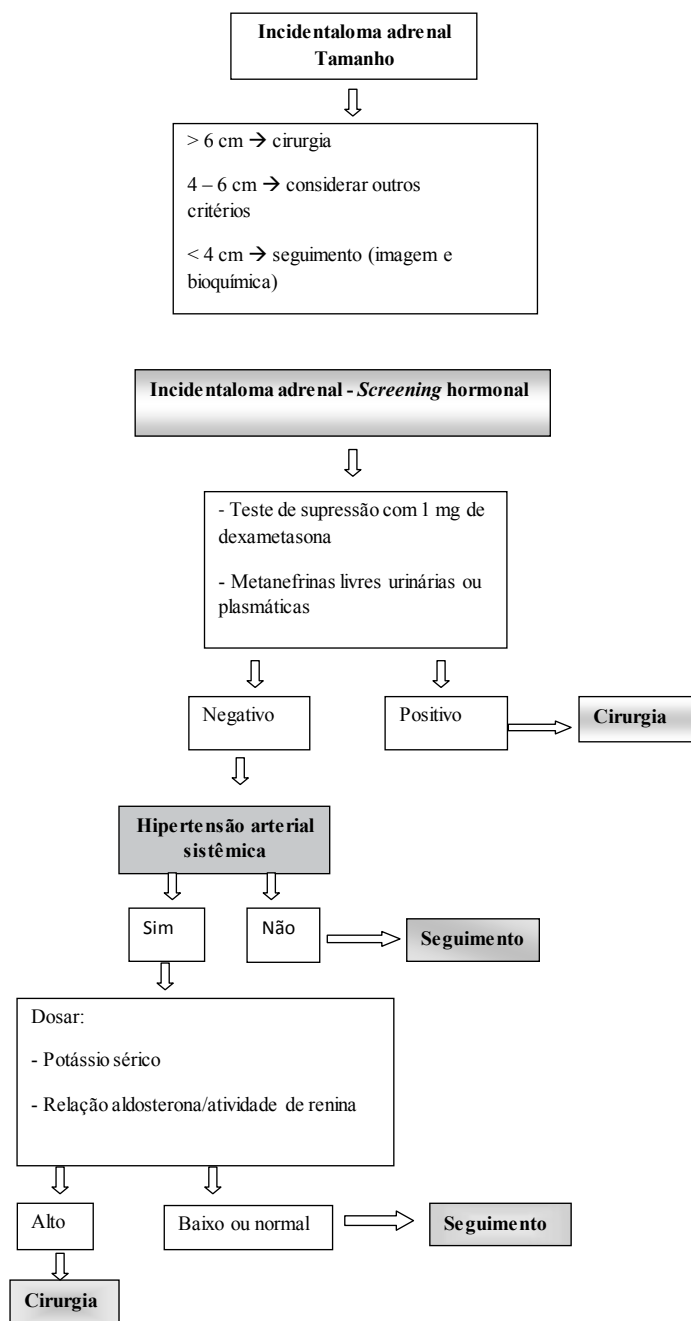 Incidentaloma adrenal
Tamanho
> 6 cm → cirurgia
4 – 6 cm → considerar outros
critérios
< 4 cm → seguimento (imagem e
bioquímica)
Incidentaloma adrenal - Screening hormonal
- Teste de supressão com 1 mg de
dexametasona
- Metanefrinas livres urinárias ou
plasmáticas
Negativo
Positivo
Cirurgia
Hipertensão arterial
sistêmica
Sim
Não
Seguimento
Dosar:
- Potássio sérico
- Relação aldosterona/atividade de renina
Alto
Baixo ou normal
Seguimento
Cirurgia